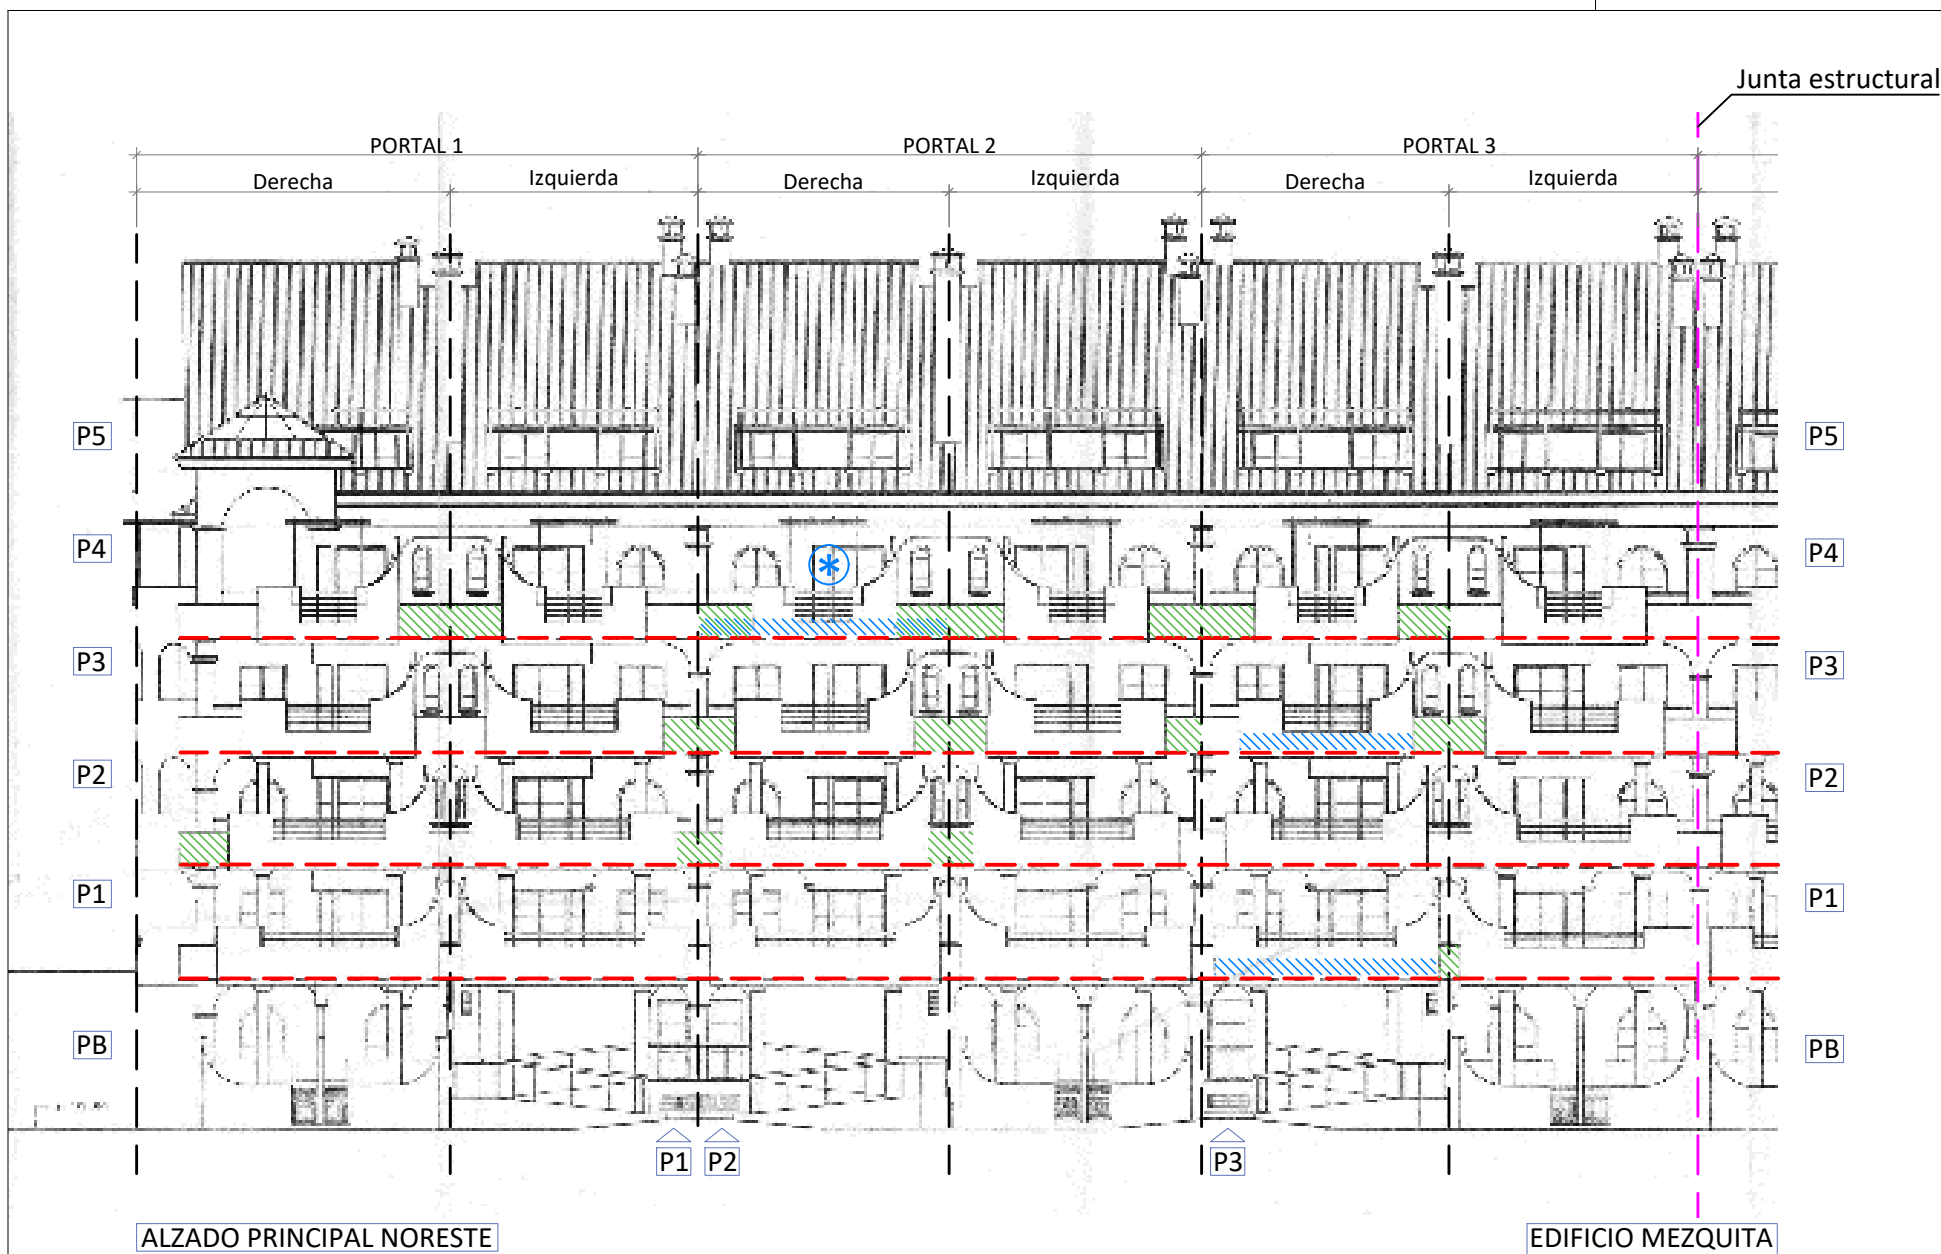 Junta estructural
PORTAL 1 PORTAL 2 PORTAL 3
Derecha Izquierda Derecha Izquierda Derecha Izquierda
P5 P5
P4 * P4
P3 P3
P2 P2
P1 P1
PB PB
P1 P2 P3
ALZADO PRINCIPAL NORESTE EDIFICIO MEZQUITA